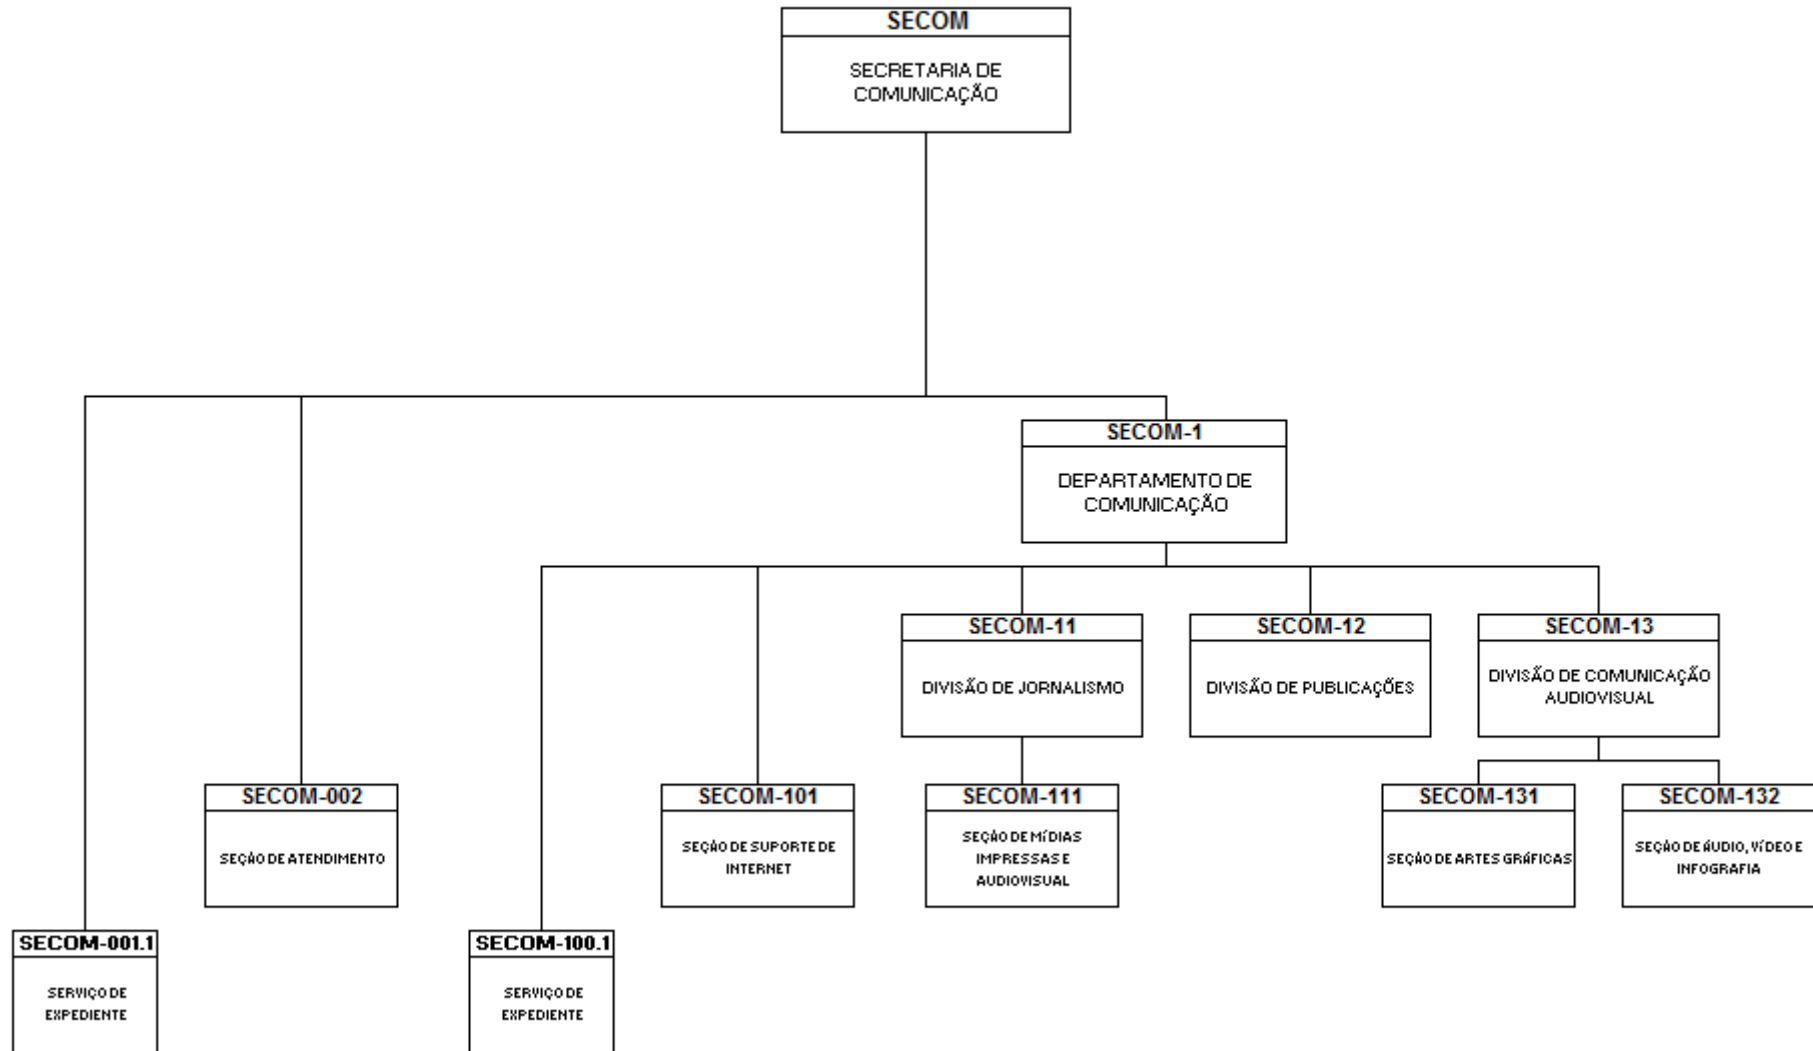 SECOM
SECRETARIA DE
COMUNICAÇÃO
SECOM-1
DEPARTAMENTO DE
COMUNICAÇÃO
SECOM-11
DIVISÃO DE JORNALISMO
SECOM-12
DIVISÃO DE PUBLICAÇÕES
SECOM-13
DIVISÃO DE COMUNICAÇÃO
AUDIOVISUAL
SECOM-002
SEÇÃO DE ATENDIMENTO
SECOM-101
SEÇÃO DE SUPORTE DE
INTERNET
SECOM-111
SEÇÃO DE MÍDIAS
IMPRESSAS E
AUDIOVISUAL
SECOM-131
SEÇÃO DE ARTES GRÁFICAS
SECOM-132
SEÇÃO DE ÁUDIO, VÍDEO E
INFOGRAFIA
SECOM-001.1
SERVIÇO DE
EXPEDIENTE
SECOM-100.1
SERVIÇO DE
EXPEDIENTE